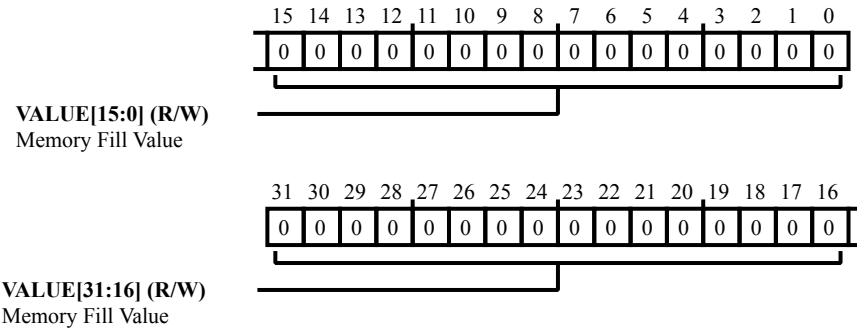 15 14 13 12 11 10 9 8 7 6 5 4 3 2 1 0
0 0 0 0 0 0 0 0 0 0 0 0 0 0 0 0
VALUE[15:0] (R/W)
Memory Fill Value
31 30 29 28 27 26 25 24 23 22 21 20 19 18 17 16
0 0 0 0 0 0 0 0 0 0 0 0 0 0 0 0
VALUE[31:16] (R/W)
Memory Fill Value